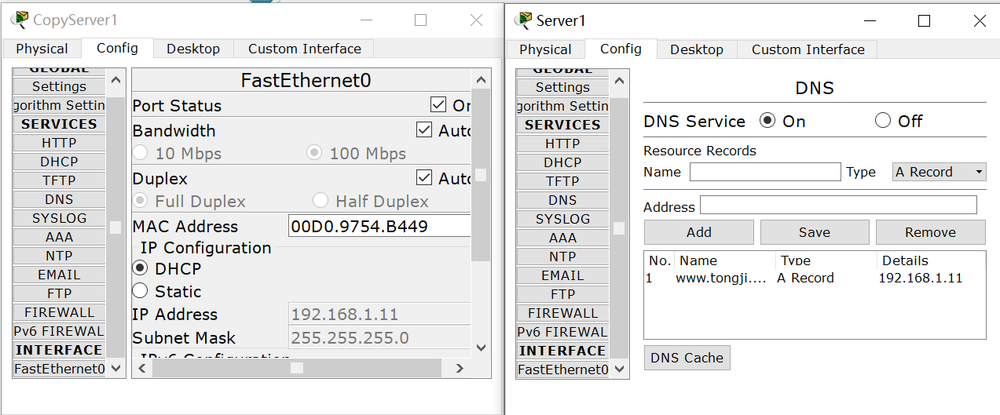 CopyServer1
Physical Config Desktop Custom Interface
GLOBAL
Settings
gorithm Settin
SERVICES
HTTP
DHCP
TFTP
DNS
SYSLOG
AAA
NTP
EMAIL
FTP
FIREWALL
Pv6 FIREWAL
INTERFACE
FastEthernet0
FastEthernet0
Port Status On
Bandwidth Auto
10 Mbps 100 Mbps
Duplex Auto
Full Duplex Half Duplex
MAC Address 00D0.9754.B449
IP Configuration
DHCP
Static
IP Address 192.168.1.11
Subnet Mask 255.255.255.0
IPv6 Configuration
Server1
Physical Config Desktop Custom Interface
GLOBAL
Settings
gorithm Settin
SERVICES
HTTP
DHCP
TFTP
DNS
SYSLOG
AAA
NTP
EMAIL
FTP
FIREWALL
Pv6 FIREWAL
INTERFACE
FastEthernet0
DNS
DNS Service On Off
Resource Records
Name Type A Record
Address
Add Save Remove
No. Name Type Details
1 www.tongji.... A Record 192.168.1.11
DNS Cache